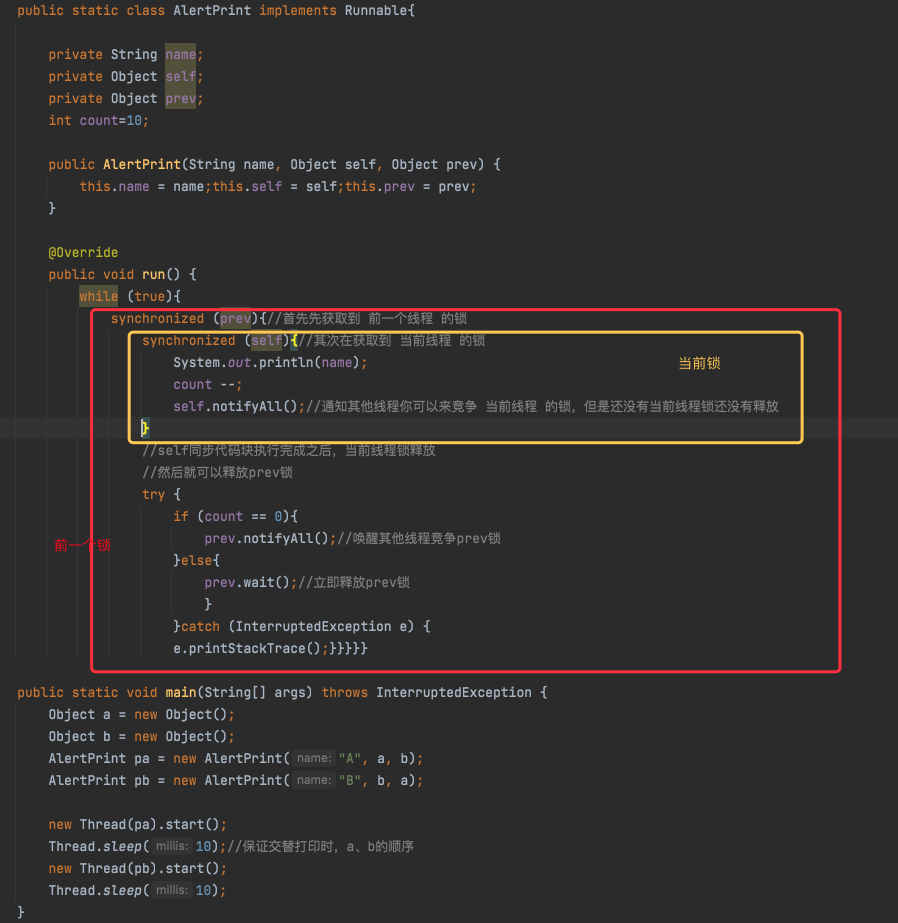 public static class AlertPrint implements Runnable{
private String name;
private Object self;
private Object prev;
int count=10;
public AlertPrint(String name, Object self, Object prev) {
this.name = name;this.self = self;this.prev = prev;
}
@Override
public void run() {
while (true){
synchronized (prev){//首先先获取到 前一个线程 的锁
synchronized (self){//其次在获取到 当前线程 的锁
System.out.println(name);
当前锁
count --;
self.notifyAll();//通知其他线程你可以来竞争 当前线程 的锁，但是还没有当前线程锁还没有释放
}
//self同步代码块执行完成之后，当前线程锁释放
//然后就可以释放prev锁
try {
if (count == 0){
prev.notifyAll();//唤醒其他线程竞争prev锁
前一个锁
}else{
prev.wait();//立即释放prev锁
}
}catch (InterruptedException e) {
e.printStackTrace();}}}}}
public static void main(String[] args) throws InterruptedException {
Object a = new Object();
Object b = new Object();
AlertPrint pa = new AlertPrint( name: "A", a, b);
AlertPrint pb = new AlertPrint( name: "B", b, a);
new Thread(pa).start();
Thread.sleep( millis: 10);//保证交替打印时，a、b的顺序
new Thread(pb).start();
Thread.sleep( millis: 10);
}